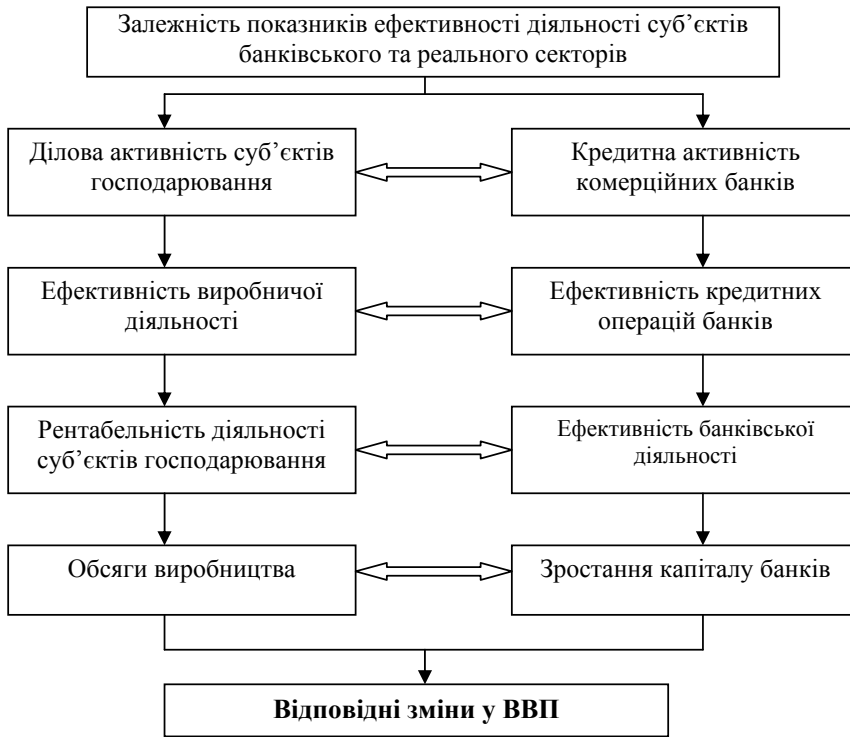 Залежність показників ефективності діяльності суб’єктів
банківського та реального секторів
Ділова активність суб’єктів
господарювання
Кредитна активність
комерційних банків
Ефективність виробничої
діяльності
Ефективність кредитних
операцій банків
Рентабельність діяльності
суб’єктів господарювання
Ефективність банківської
діяльності
Обсяги виробництва
Зростання капіталу банків
Відповідні зміни у ВВП